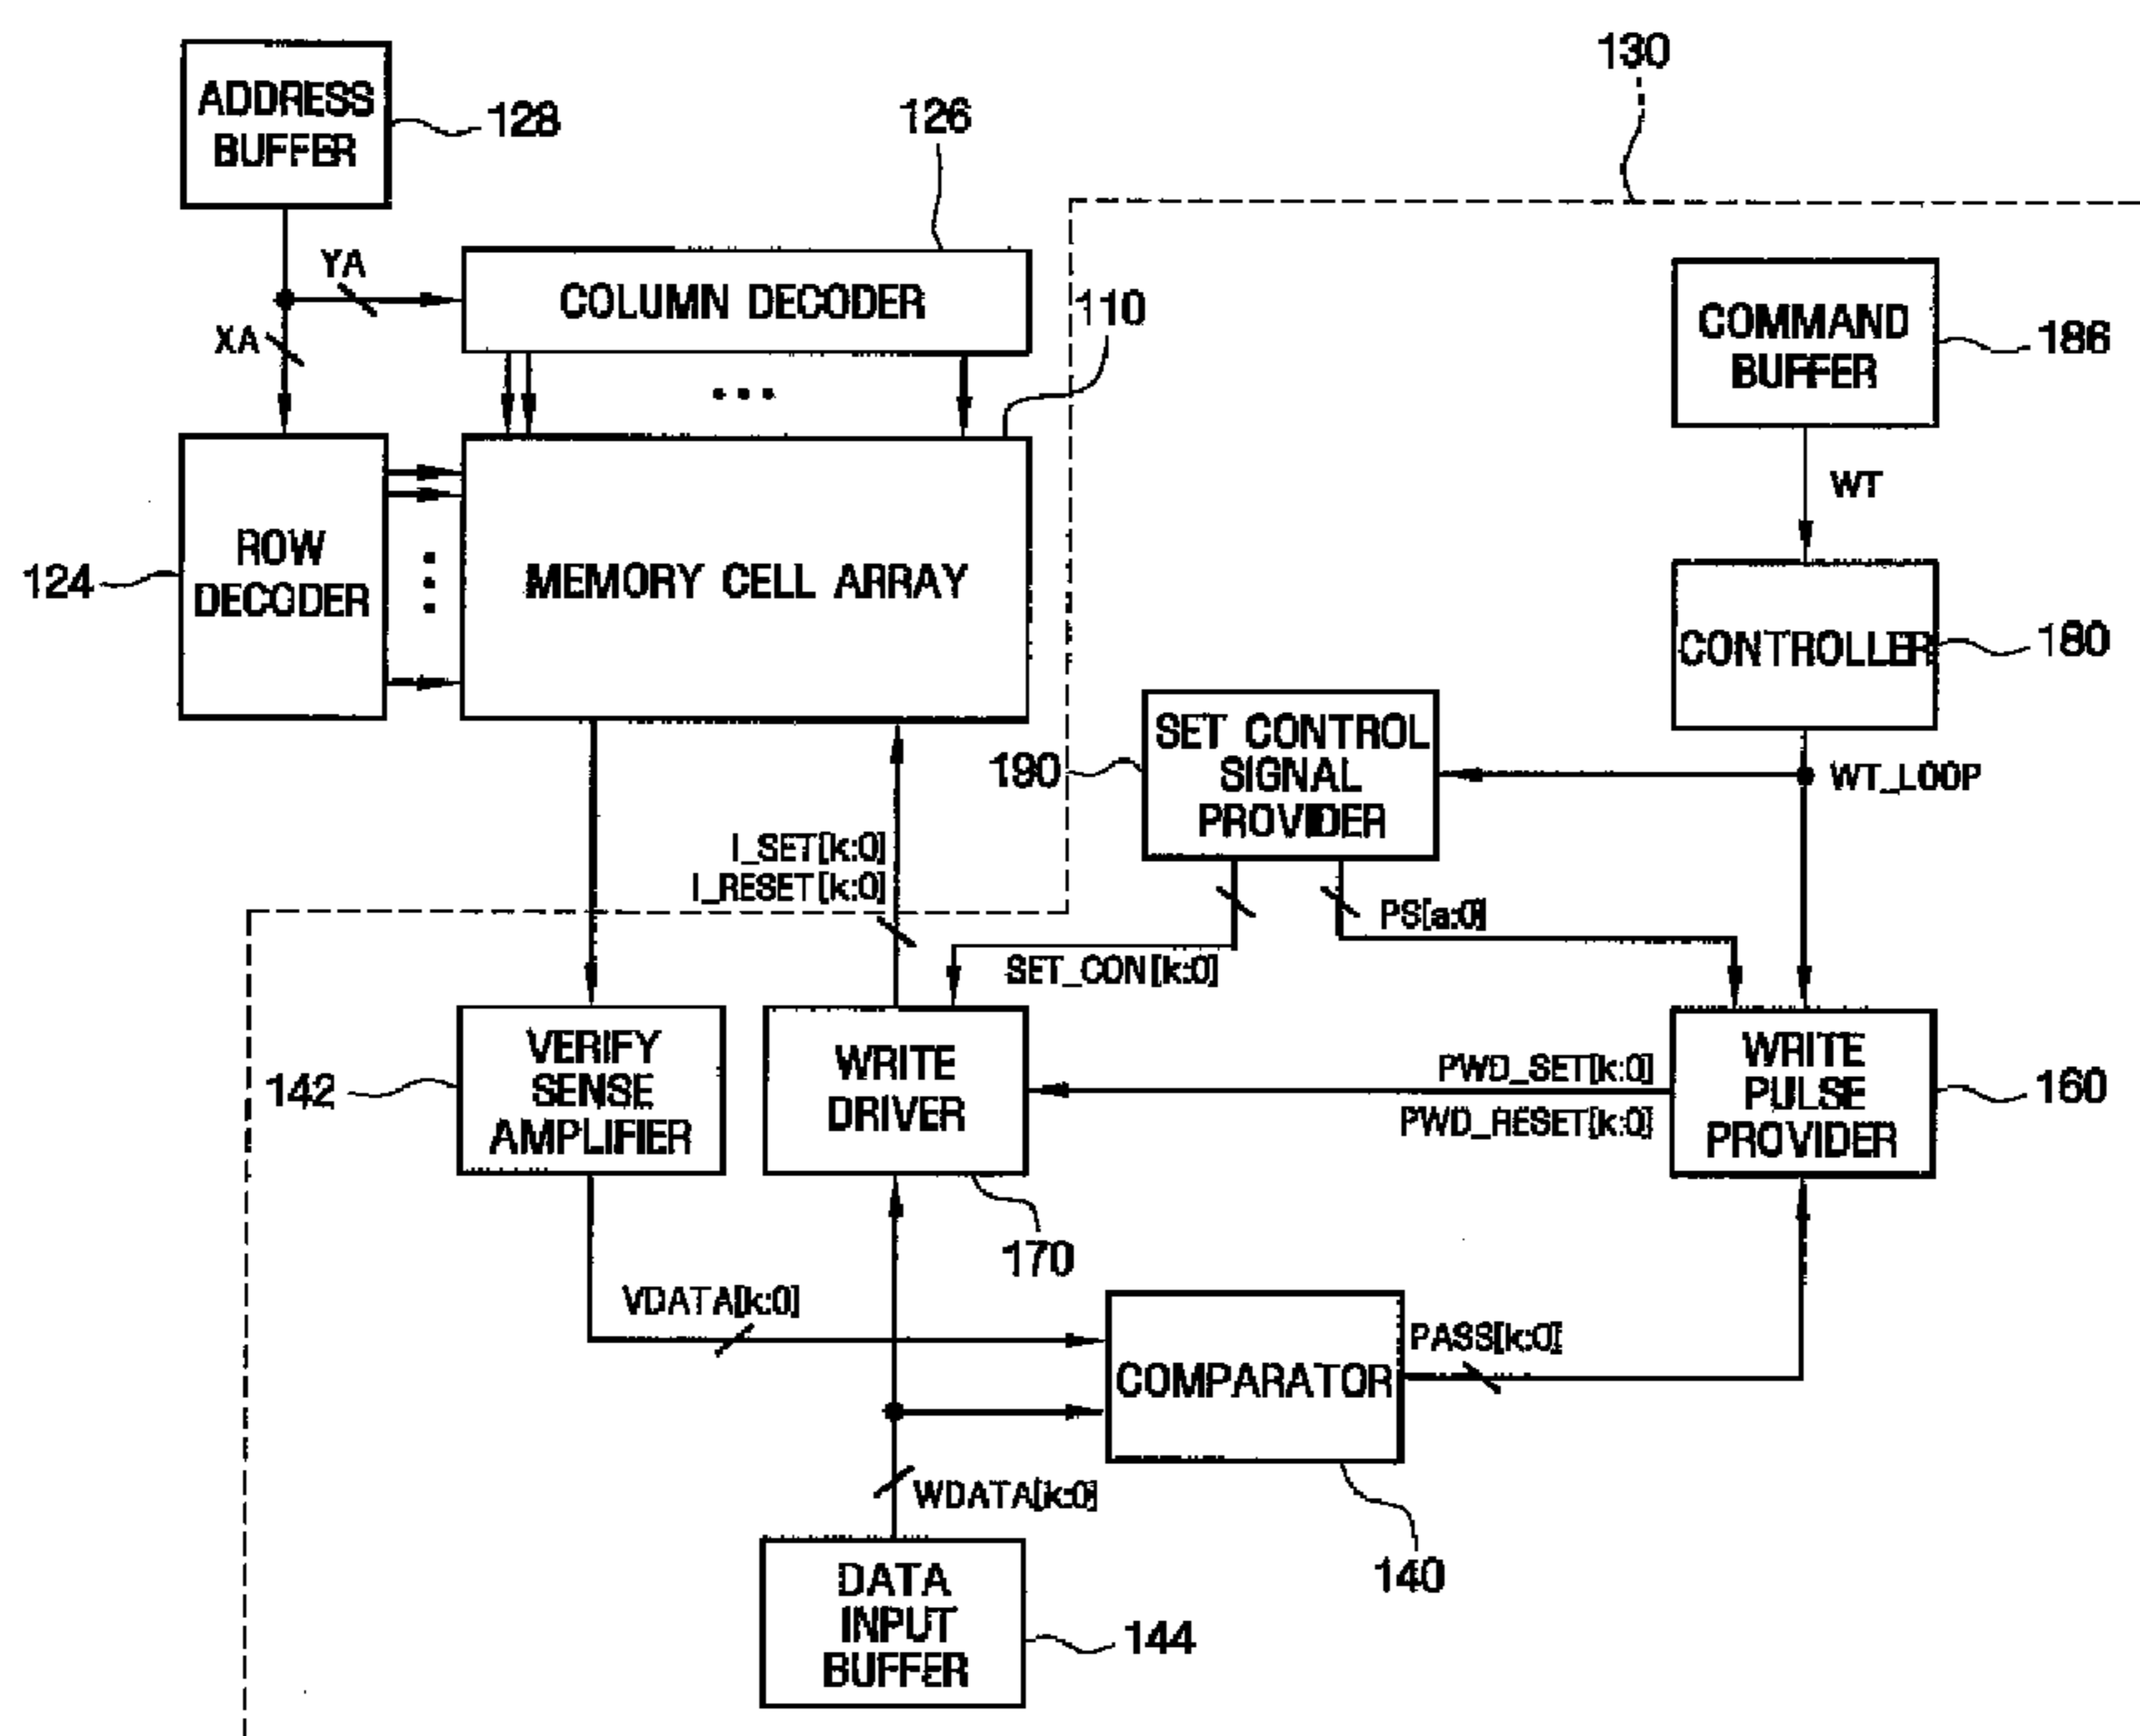 130
ADDRESS
BUFFER
128
126
YA
COLUMN DECODER
110
XA
COMMAND
BUFFER
186
WT
ROW
DECODER
124
MEMORY CELL ARRAY
CONTROLLER
180
SET CONTROL
SIGNAL
PROVIDER
190
WT_LOOP
I_SET[k:0]
I_RESET[k:0]
PS[a:0]
SET_CON[k:0]
VERIFY
SENSE
AMPLIFIER
142
WRITE
DRIVER
PWD_SET[k:0]
PWD_RESET[k:0]
WRITE
PULSE
PROVIDER
160
170
VDATA[k:0]
COMPARATOR
PASS[k:0]
WDATA[k:0]
140
DATA
INPUT
BUFFER
144